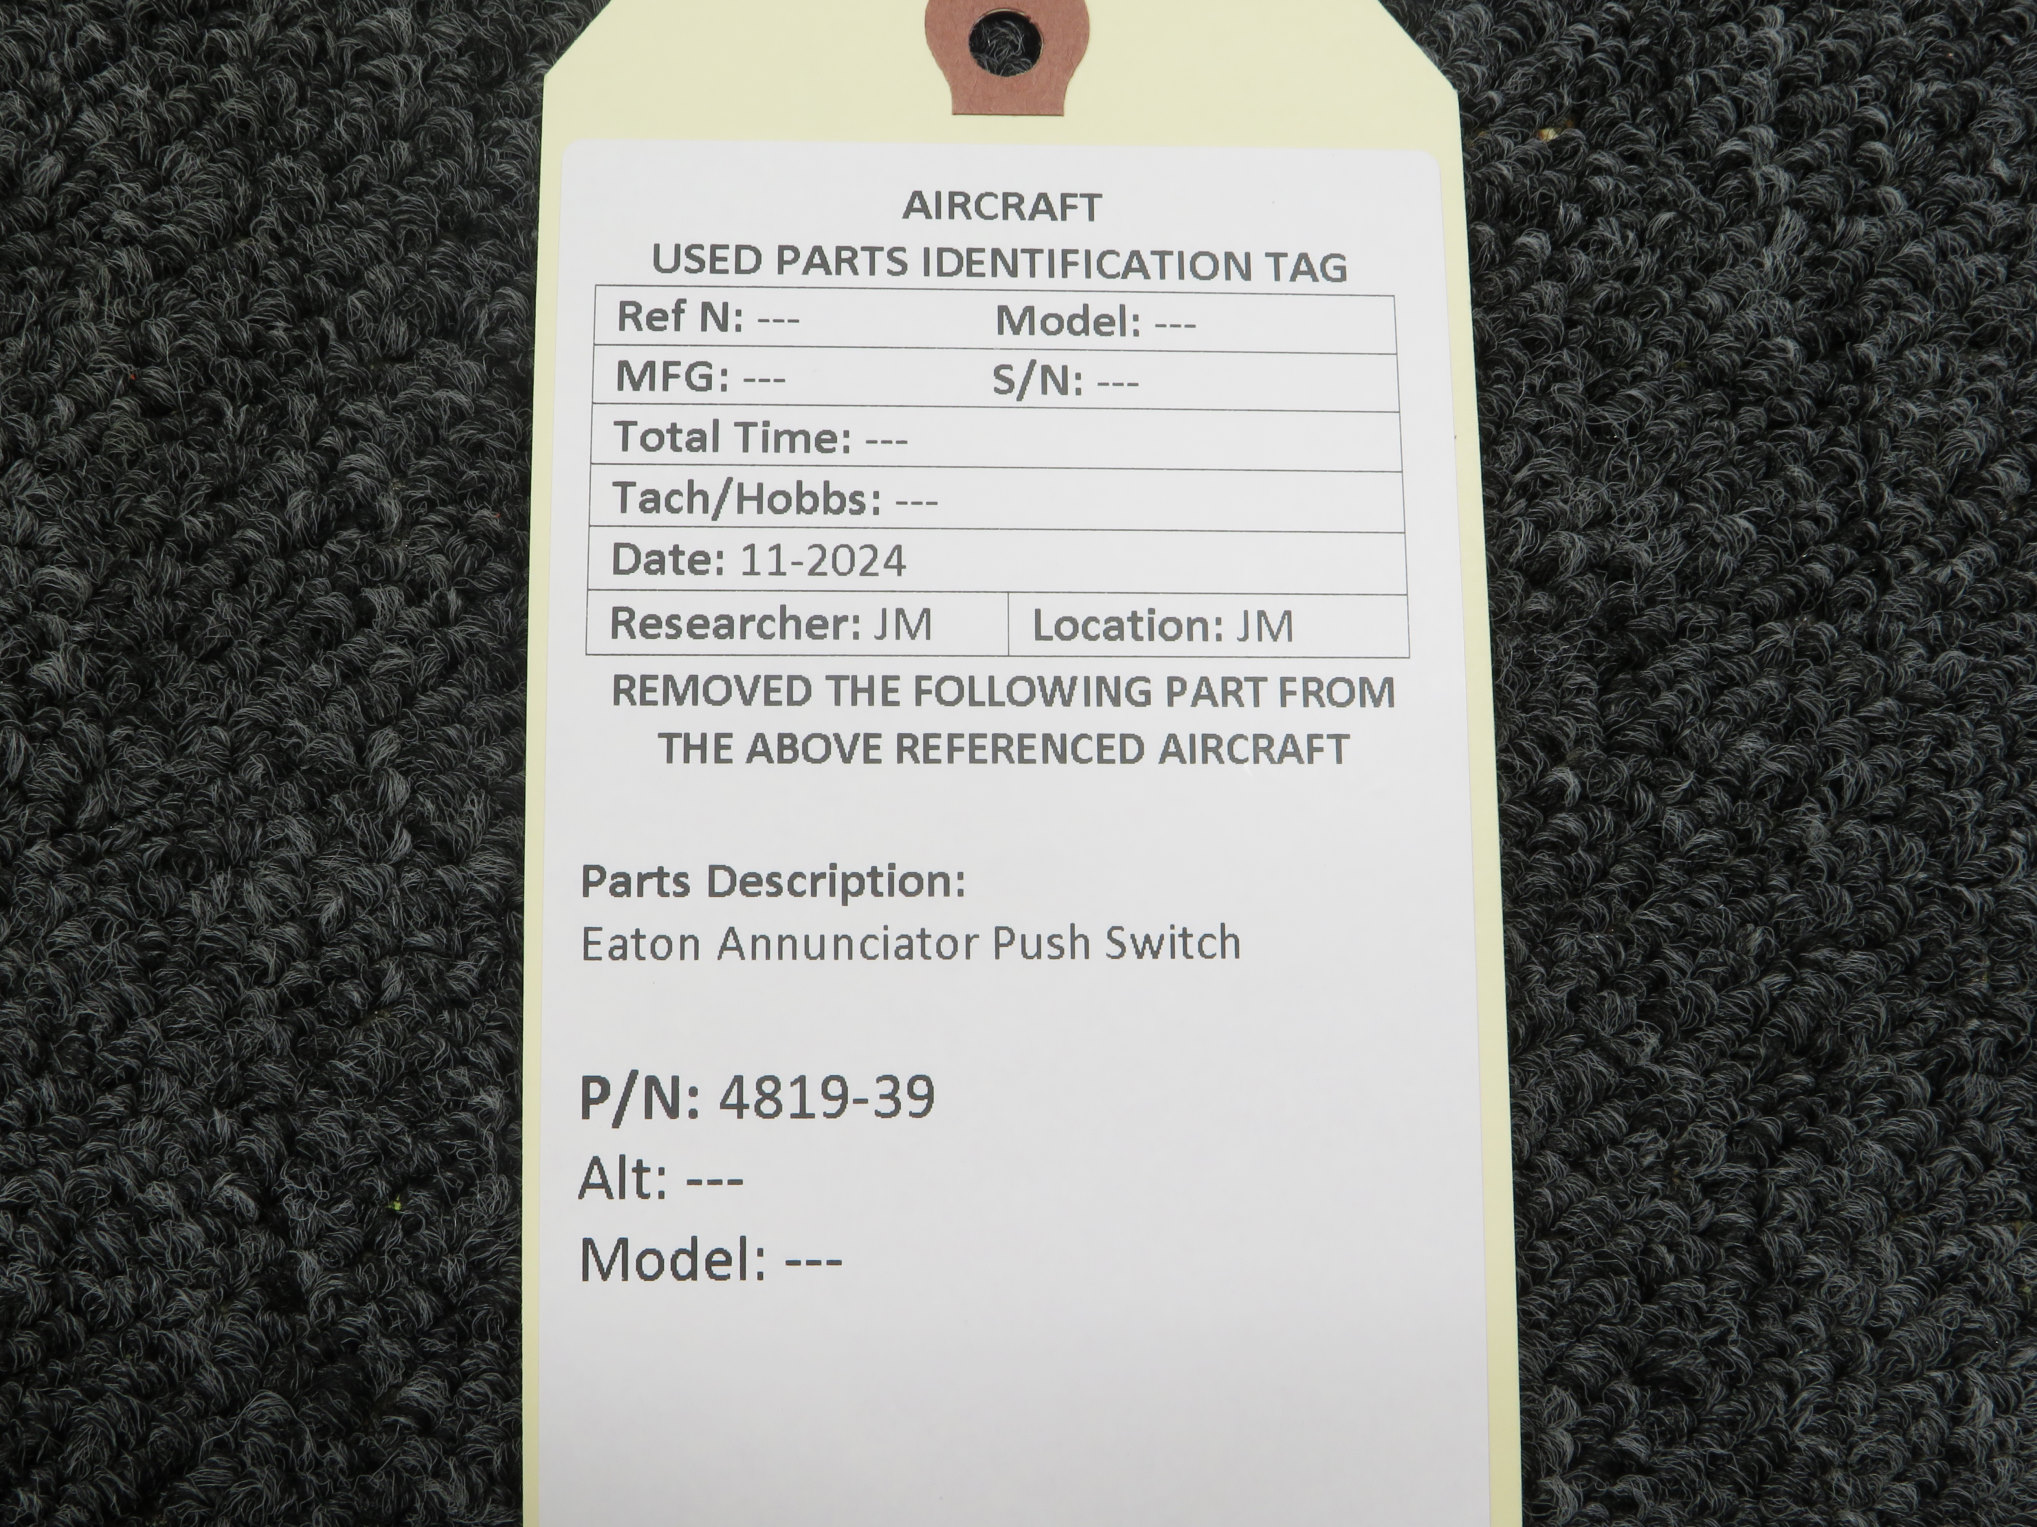 AIRCRAFT
USED PARTS IDENTIFICATION TAG
Ref N: --- Model: ---
MFG: --- S/N: ---
Total Time: ---
Tach/Hobbs: ---
Date: 11-2024
Researcher: JM Location: JM
REMOVED THE FOLLOWING PART FROM
THE ABOVE REFERENCED AIRCRAFT
Parts Description:
Eaton Annunciator Push Switch
P/N: 4819-39
Alt: ---
Model: ---